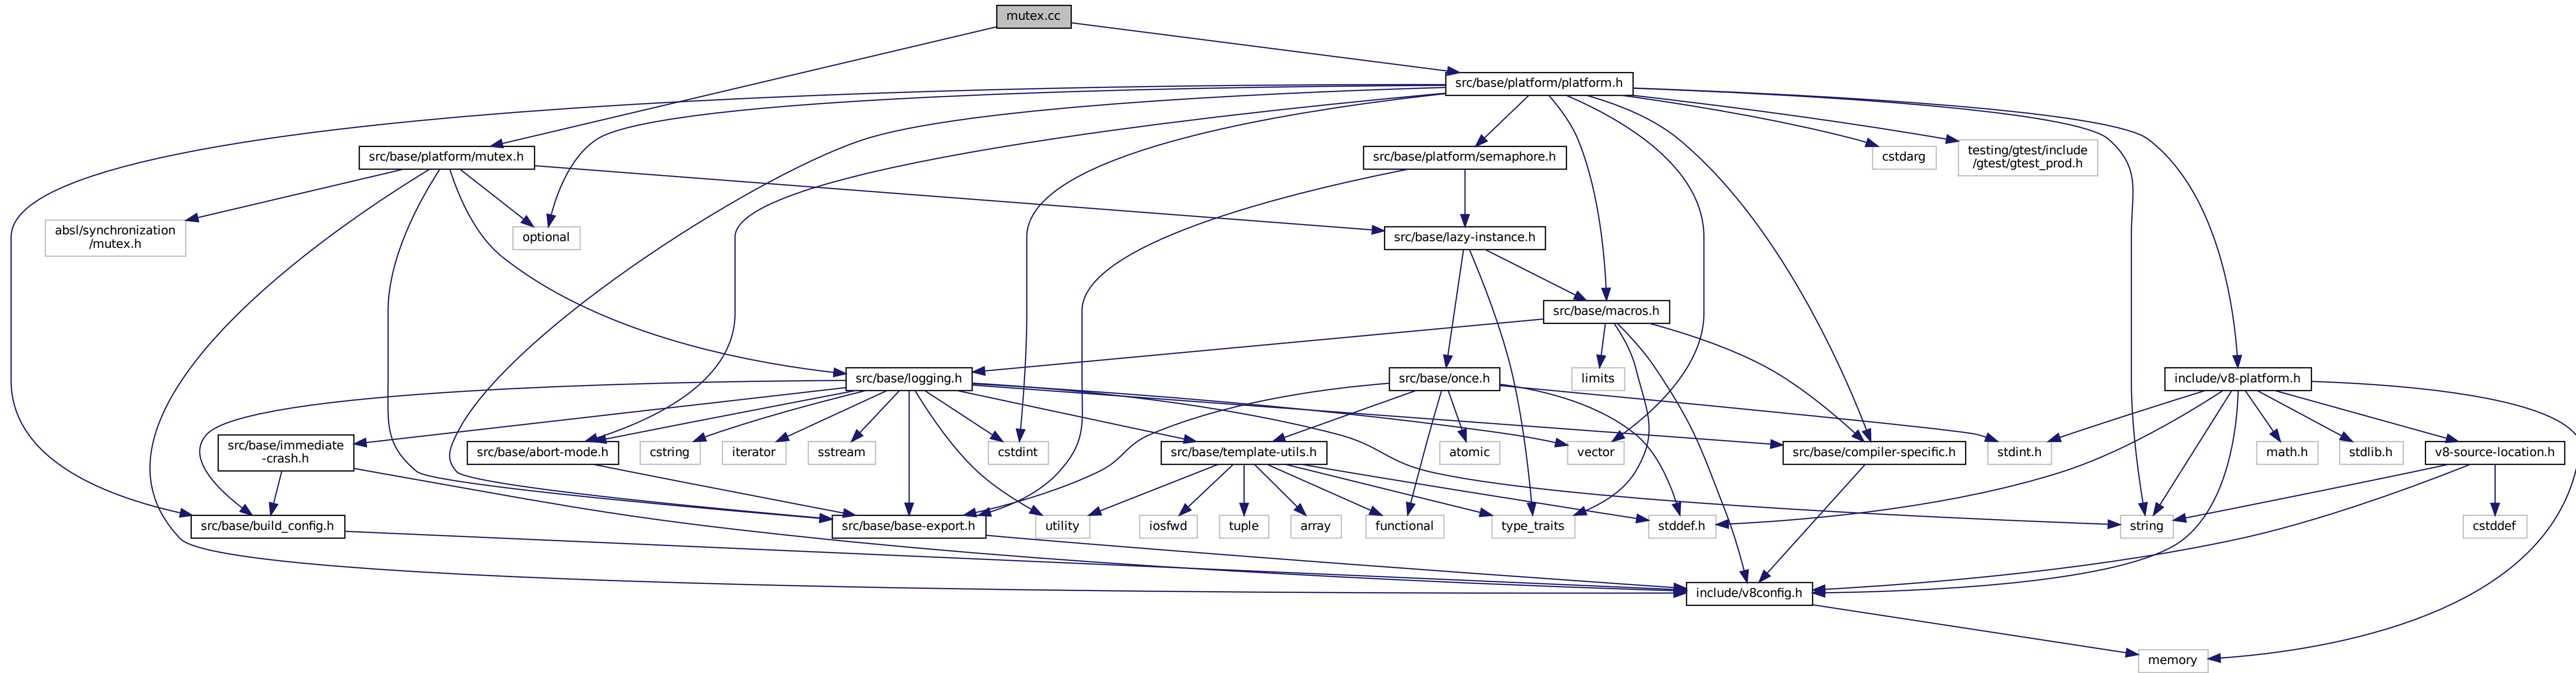 mutex.cc
src/base/platform/platform.h
src/base/platform/mutex.h
src/base/platform/semaphore.h
cstdarg
testing/gtest/include
/gtest/gtest_prod.h
absl/synchronization
/mutex.h
optional
src/base/lazy-instance.h
src/base/macros.h
src/base/logging.h
src/base/once.h
limits
include/v8-platform.h
src/base/immediate
-crash.h
src/base/abort-mode.h
cstring
iterator
sstream
cstdint
src/base/template-utils.h
atomic
vector
src/base/compiler-specific.h
stdint.h
math.h
stdlib.h
v8-source-location.h
src/base/build_config.h
src/base/base-export.h
utility
iosfwd
tuple
array
functional
type_traits
stddef.h
string
cstddef
include/v8config.h
memory